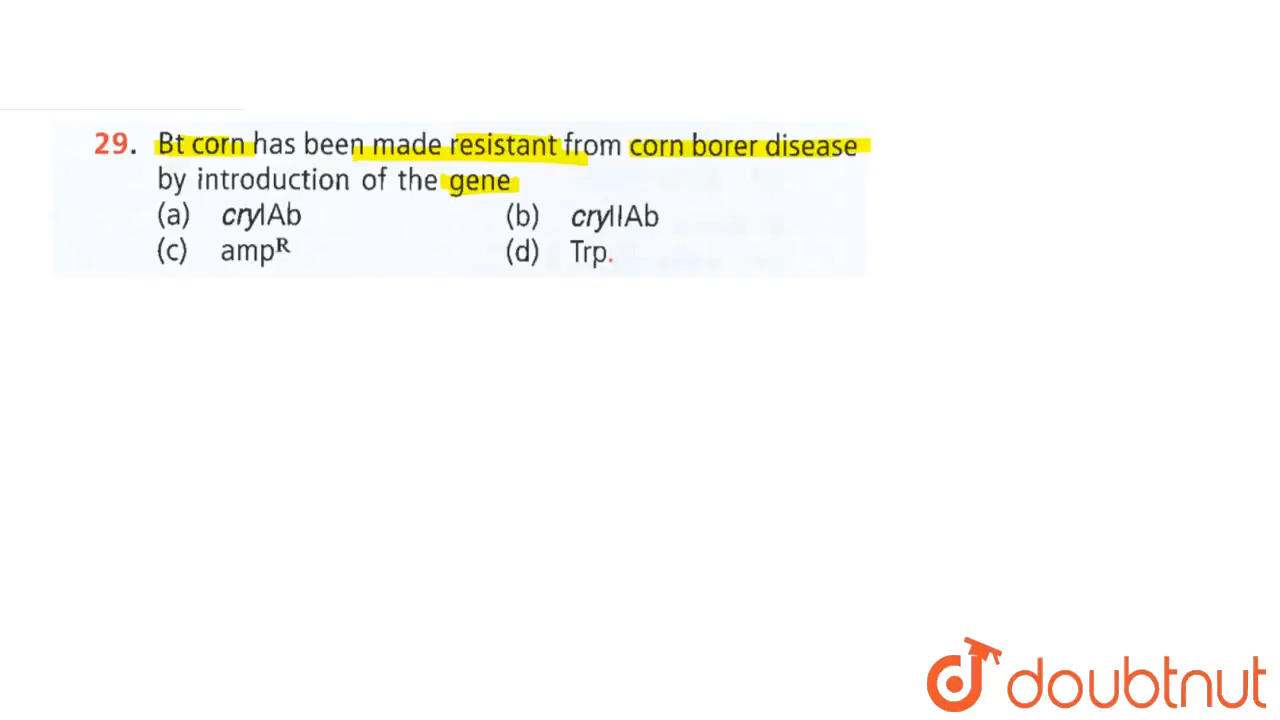 29. Bt corn has been made resistant from corn borer disease
by introduction of the gene
(a) cryIAb (b) cryIIAb
(c) ampᴿ (d) Trp.
doubtnut